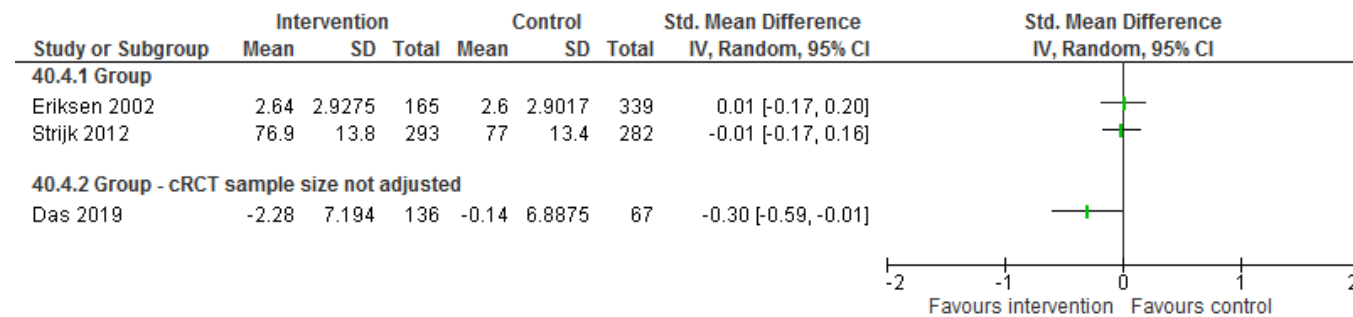 Intervention Control Std. Mean Difference Std. Mean Difference
Study or Subgroup Mean SD Total Mean SD Total IV, Random, 95% CI IV, Random, 95% CI
40.4.1 Group
Eriksen 2002 2.64 2.9275 165 2.6 2.9017 339 0.01 [-0.17, 0.20]
Strijk 2012 76.9 13.8 293 77 13.4 282 -0.01 [-0.17, 0.16]
40.4.2 Group - cRCT sample size not adjusted
Das 2019 -2.28 7.194 136 -0.14 6.8875 67 -0.30 [-0.59, -0.01]
-2 -1 0 1 2
Favours intervention Favours control